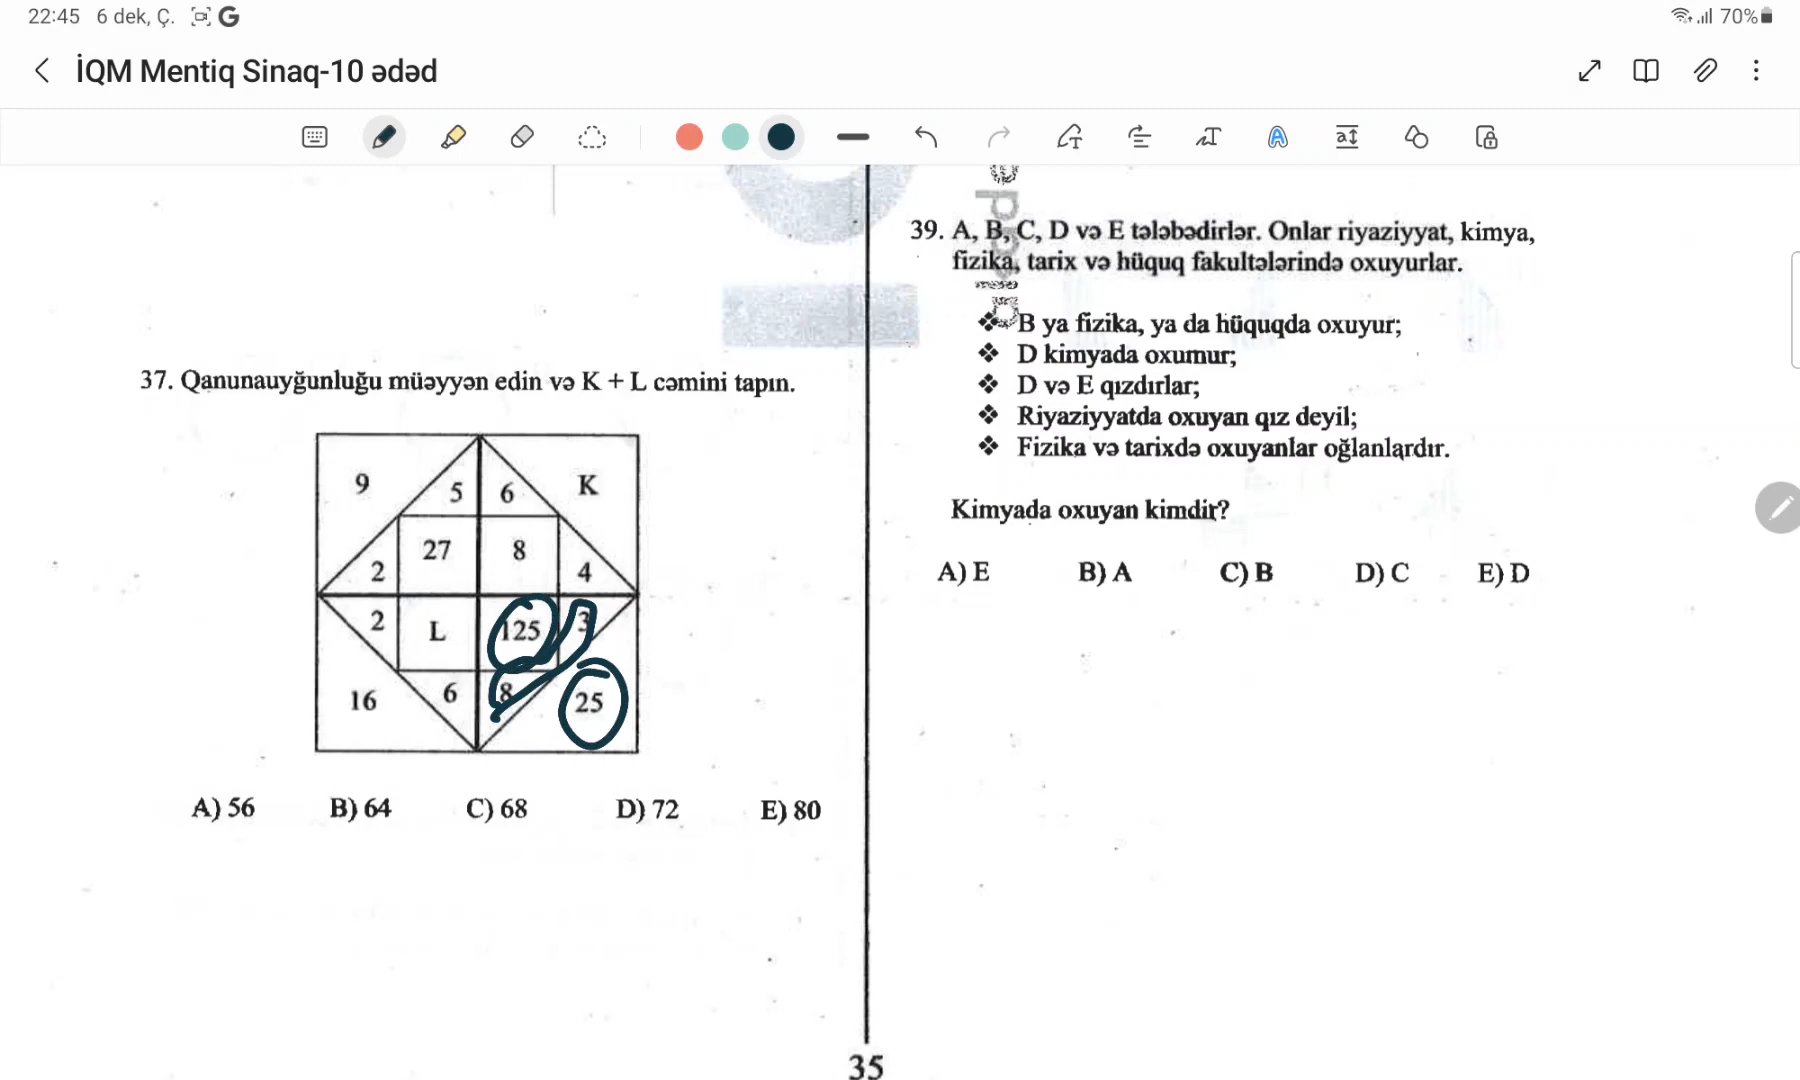 22:45 6 dek, Ç. G
70%
İQM Mentiq Sinaq-10 ədəd
37. Qanunauyğunluğu müəyyən edin və K + L cəmini tapın.
9 5 6 K
27 8
2 4
2 L 125 3
16 6 8 25
A) 56 B) 64 C) 68 D) 72 E) 80
39. A, B, C, D və E tələbədirlər. Onlar riyaziyyat, kimya,
fizika, tarix və hüquq fakultələrində oxuyurlar.
❖ B ya fizika, ya da hüquqda oxuyur;
❖ D kimyada oxumur;
❖ D və E qızdırlar;
❖ Riyaziyyatda oxuyan qız deyil;
❖ Fizika və tarixdə oxuyanlar oğlanlardır.
Kimyada oxuyan kimdir?
A) E B) A C) B D) C E) D
35